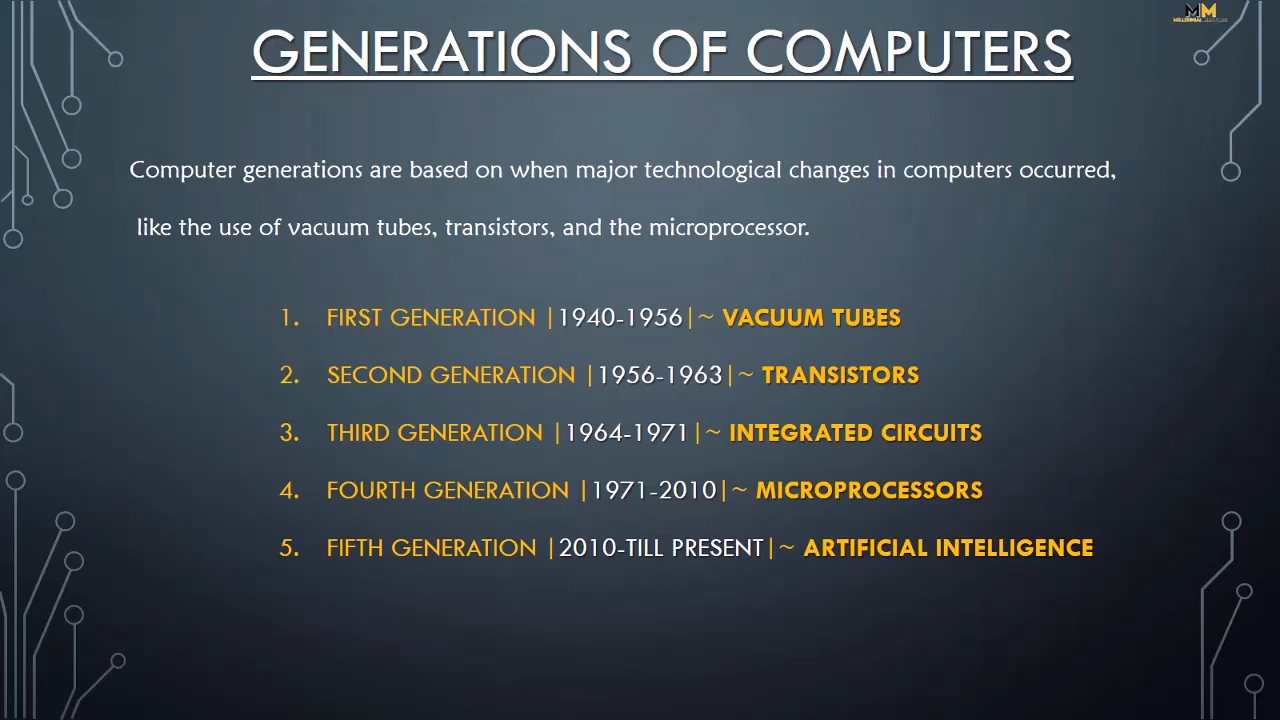 MM
MILLENNIAL
GENERATIONS OF COMPUTERS
Computer generations are based on when major technological changes in computers occurred,
like the use of vacuum tubes, transistors, and the microprocessor.
1. FIRST GENERATION |1940-1956|~ VACUUM TUBES
2. SECOND GENERATION |1956-1963|~ TRANSISTORS
3. THIRD GENERATION |1964-1971|~ INTEGRATED CIRCUITS
4. FOURTH GENERATION |1971-2010|~ MICROPROCESSORS
5. FIFTH GENERATION |2010-TILL PRESENT|~ ARTIFICIAL INTELLIGENCE